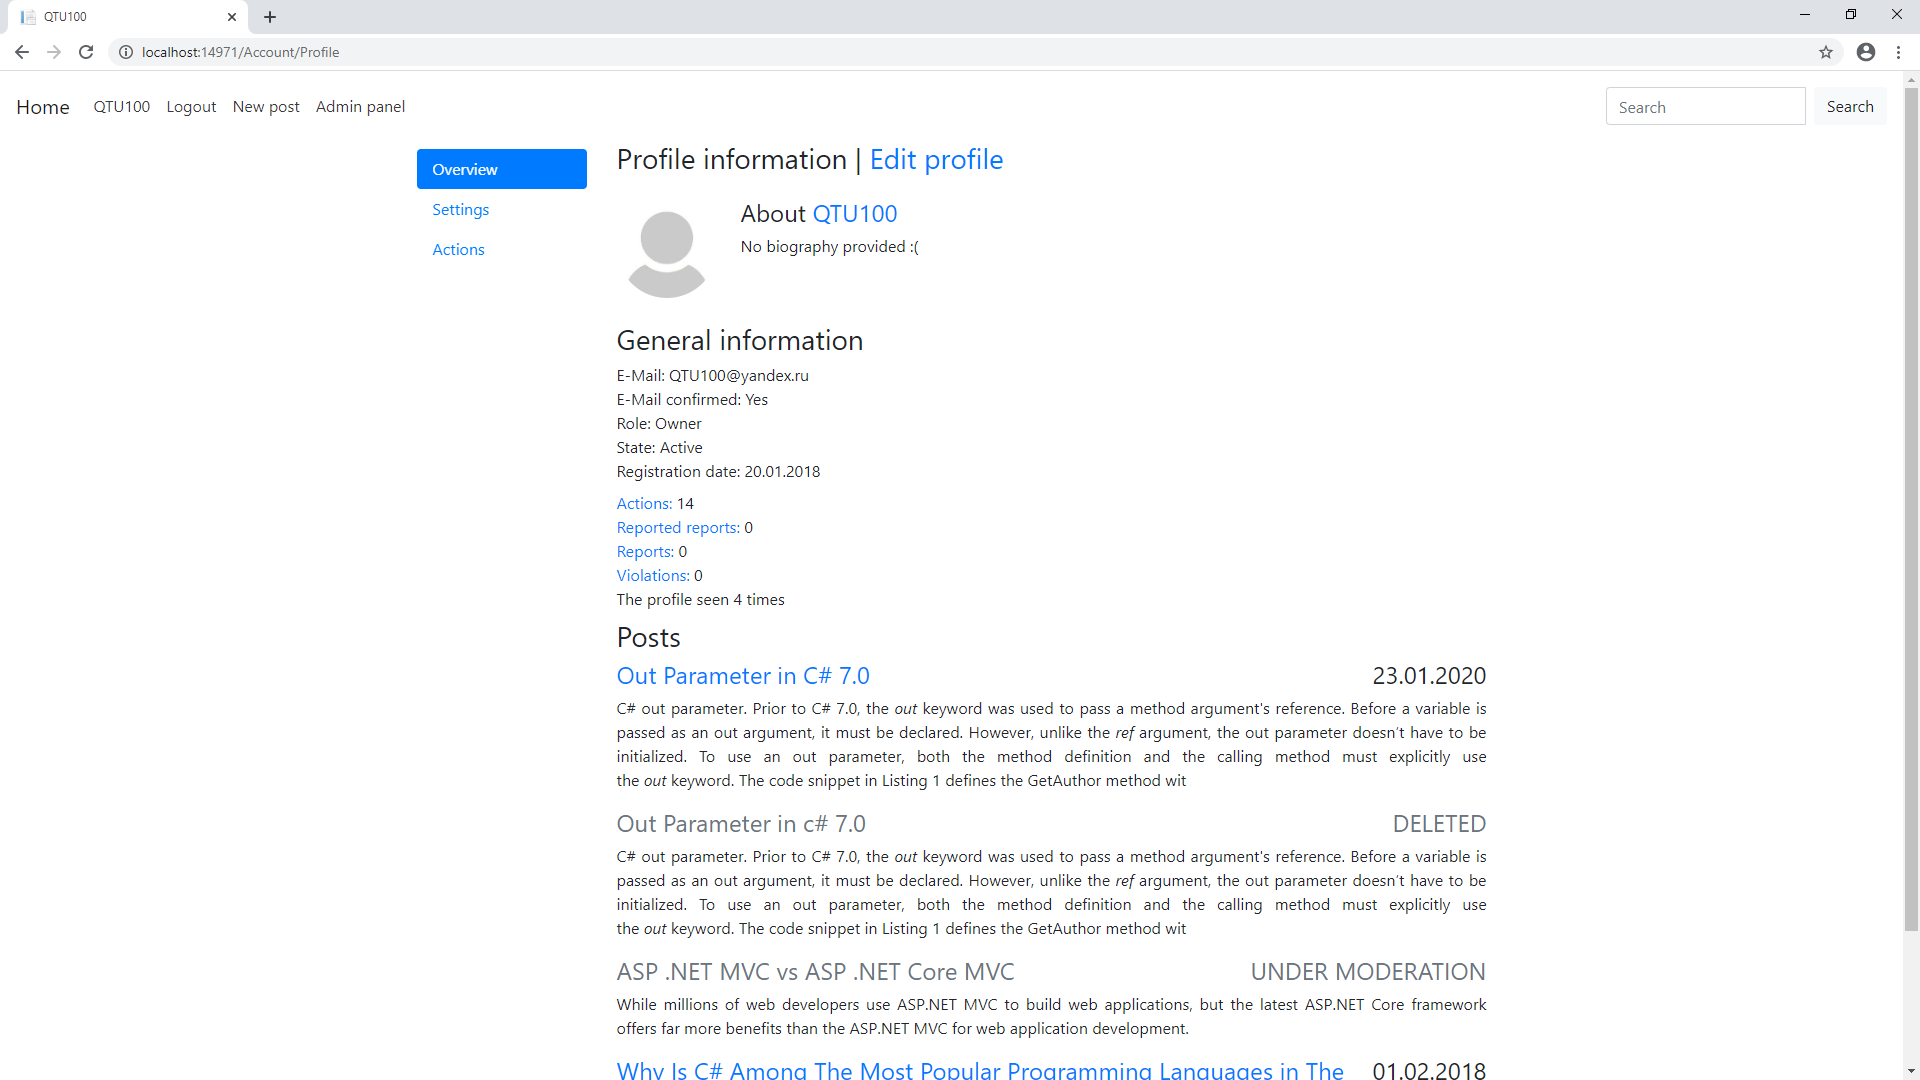 QTU100
localhost:14971/Account/Profile
Home QTU100 Logout New post Admin panel Search Search
Overview
Settings
Actions
Profile information | Edit profile
About QTU100
No biography provided :(
General information
E-Mail: QTU100@yandex.ru
E-Mail confirmed: Yes
Role: Owner
State: Active
Registration date: 20.01.2018
Actions: 14
Reported reports: 0
Reports: 0
Violations: 0
The profile seen 4 times
Posts
Out Parameter in C# 7.0 23.01.2020
C# out parameter. Prior to C# 7.0, the out keyword was used to pass a method argument's reference. Before a variable is
passed as an out argument, it must be declared. However, unlike the ref argument, the out parameter doesn't have to be
initialized. To use an out parameter, both the method definition and the calling method must explicitly use
the out keyword. The code snippet in Listing 1 defines the GetAuthor method wit
Out Parameter in c# 7.0 DELETED
C# out parameter. Prior to C# 7.0, the out keyword was used to pass a method argument's reference. Before a variable is
passed as an out argument, it must be declared. However, unlike the ref argument, the out parameter doesn't have to be
initialized. To use an out parameter, both the method definition and the calling method must explicitly use
the out keyword. The code snippet in Listing 1 defines the GetAuthor method wit
ASP .NET MVC vs ASP .NET Core MVC UNDER MODERATION
While millions of web developers use ASP.NET MVC to build web applications, but the latest ASP.NET Core framework
offers far more benefits than the ASP.NET MVC for web application development.
Why Is C# Among The Most Popular Programming Languages in The 01.02.2018